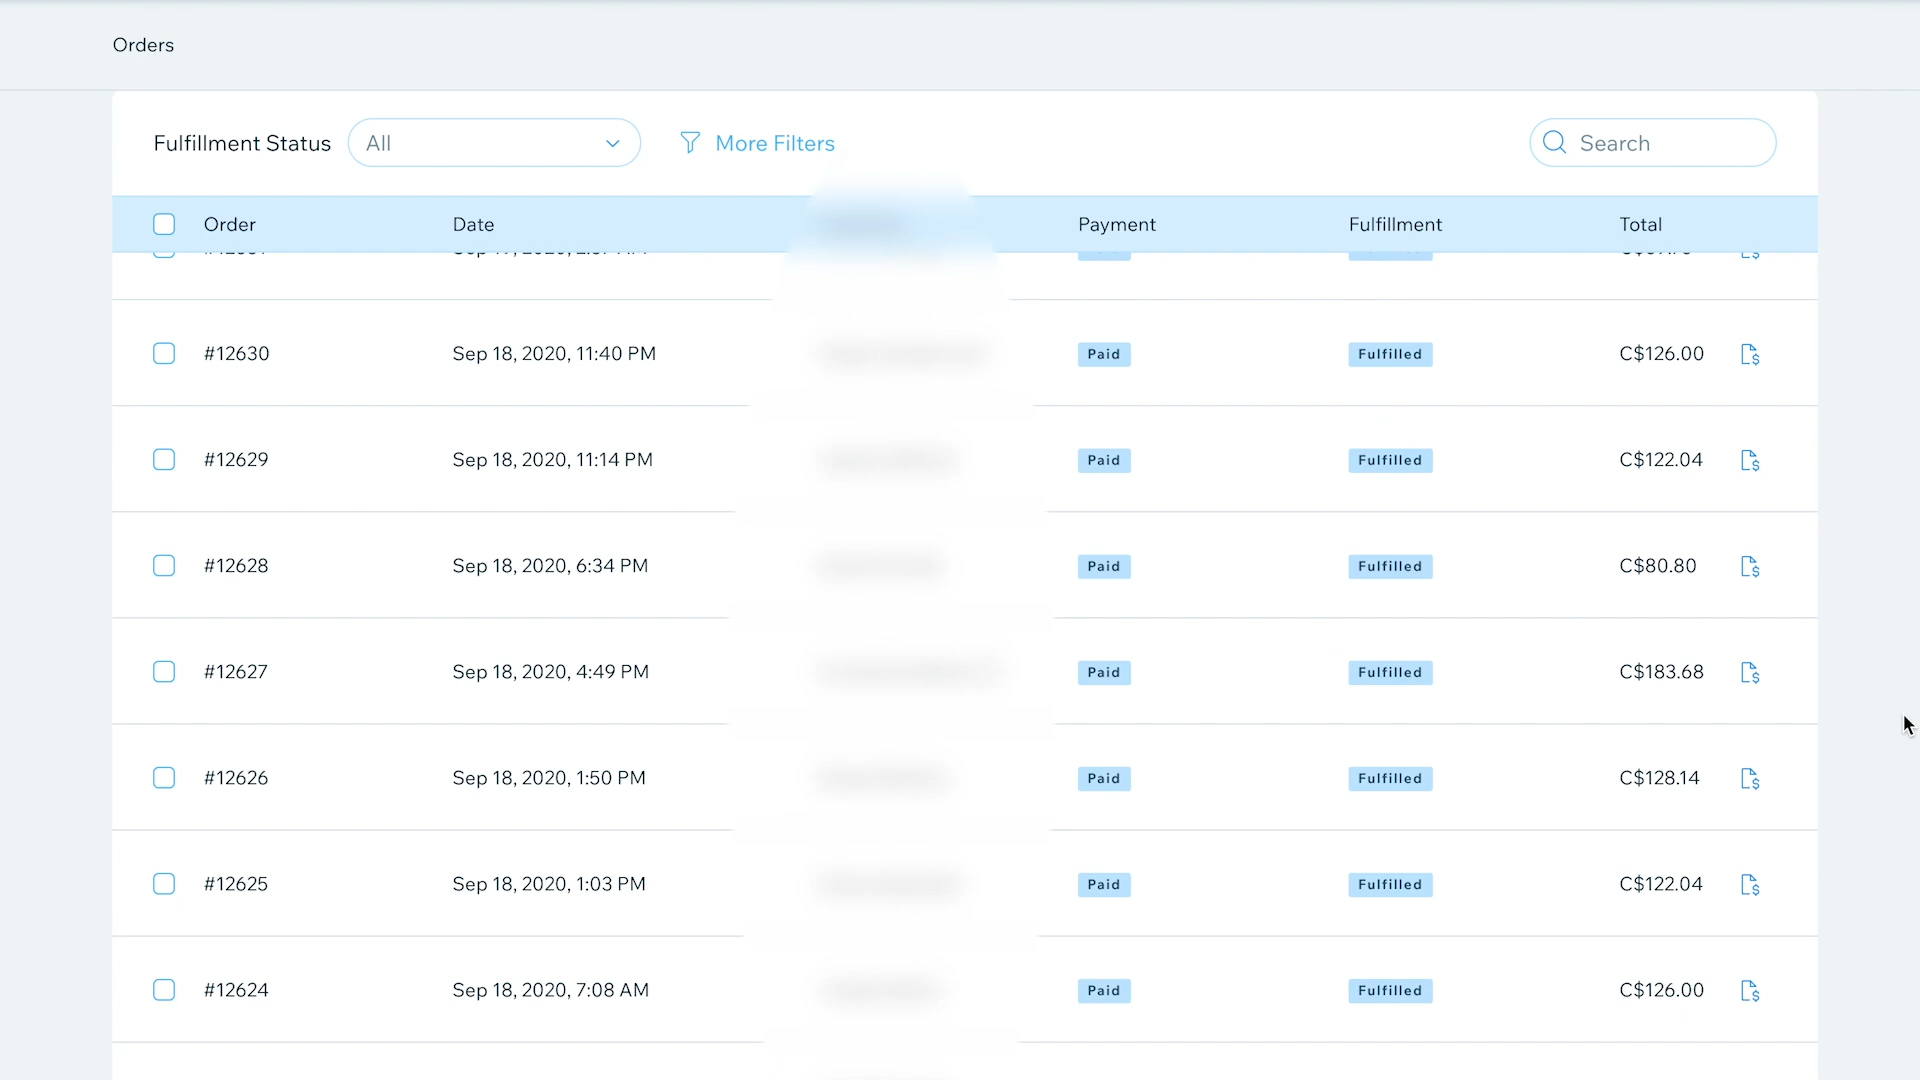 Orders
Fulfillment Status All More Filters Search
Order Date Payment Fulfillment Total
#12630 Sep 18, 2020, 11:40 PM Paid Fulfilled C$126.00
#12629 Sep 18, 2020, 11:14 PM Paid Fulfilled C$122.04
#12628 Sep 18, 2020, 6:34 PM Paid Fulfilled C$80.80
#12627 Sep 18, 2020, 4:49 PM Paid Fulfilled C$183.68
#12626 Sep 18, 2020, 1:50 PM Paid Fulfilled C$128.14
#12625 Sep 18, 2020, 1:03 PM Paid Fulfilled C$122.04
#12624 Sep 18, 2020, 7:08 AM Paid Fulfilled C$126.00